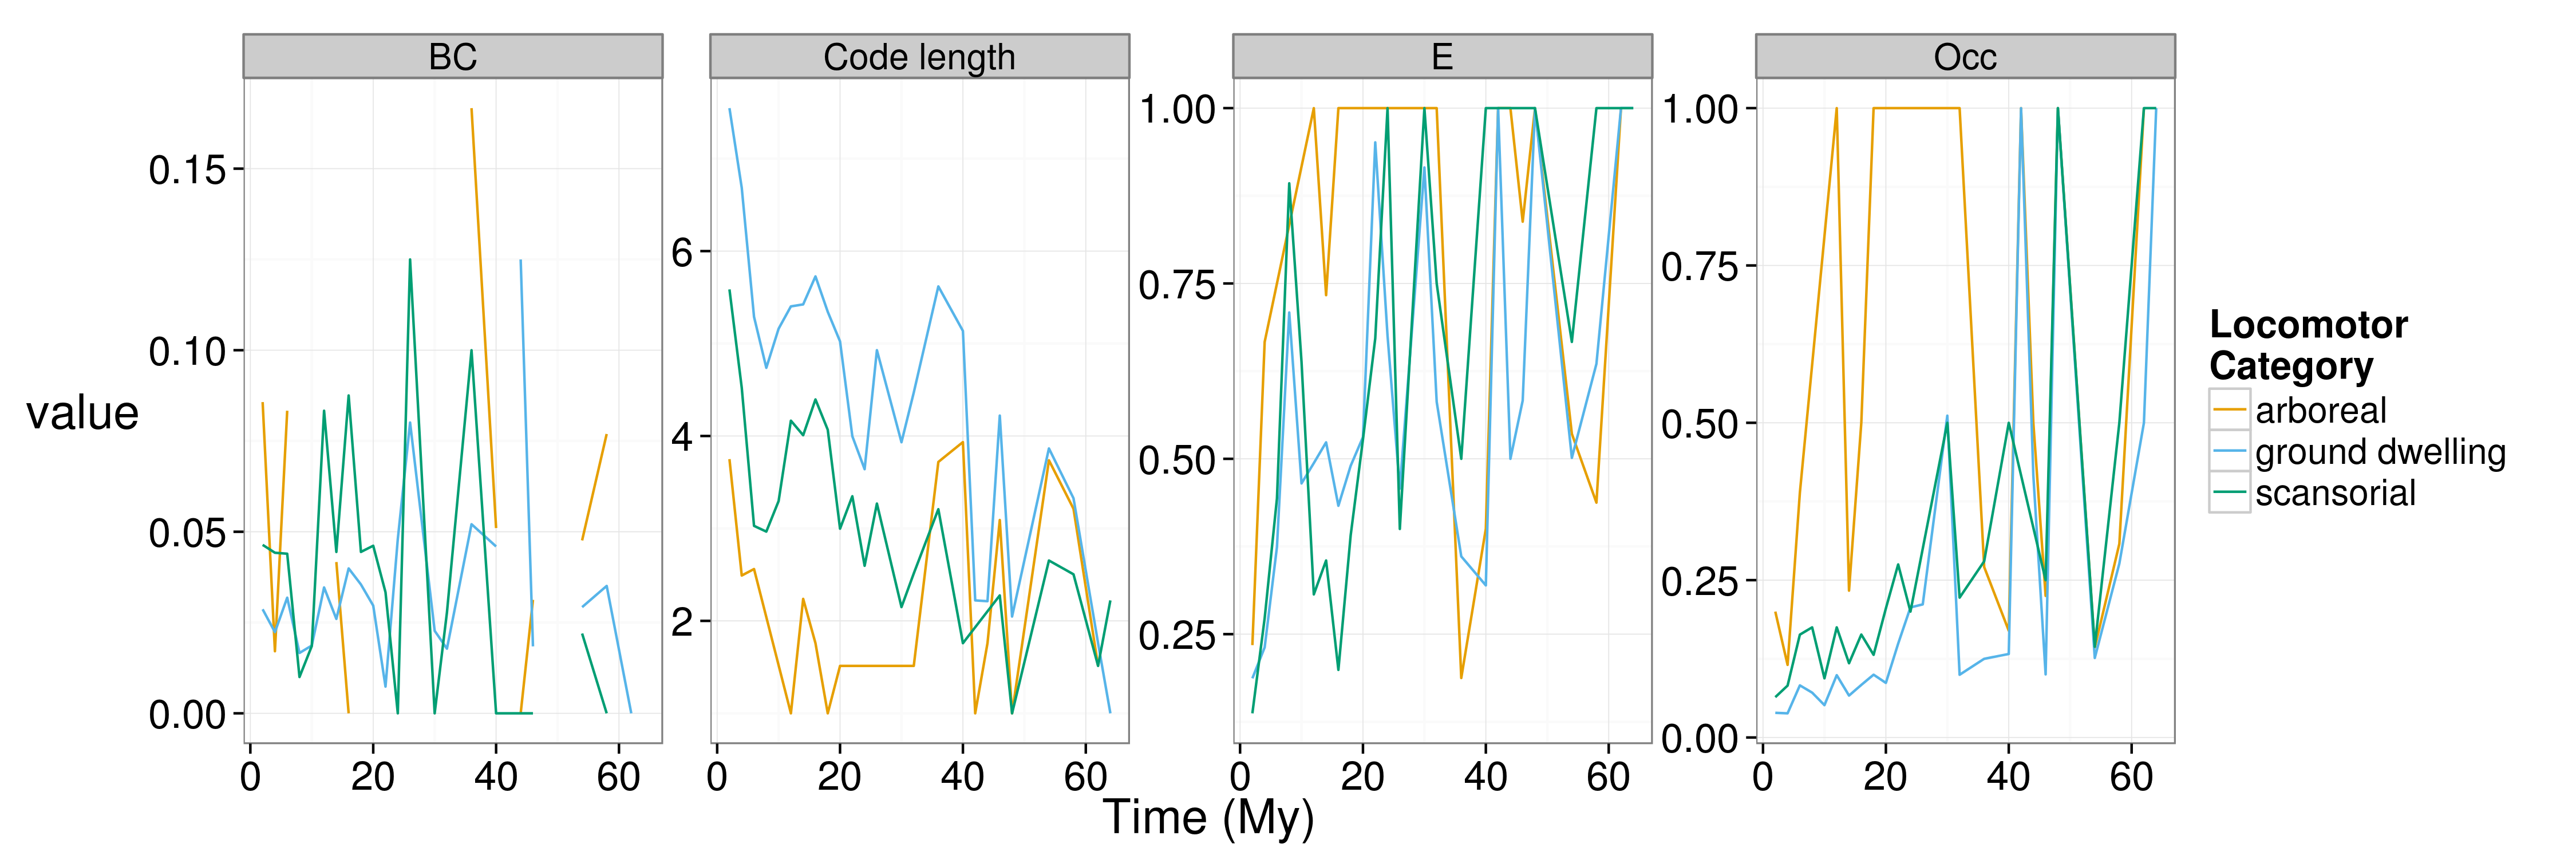 BC Code length E Occ
value
0.15
0.10
0.05
0.00
6
4
2
1.00
0.75
0.50
0.25
1.00
0.75
0.50
0.25
0.00
0 20 40 60
0 20 40 60
0 20 40 60
0 20 40 60
Time (My)
Locomotor
Category
arboreal
ground dwelling
scansorial